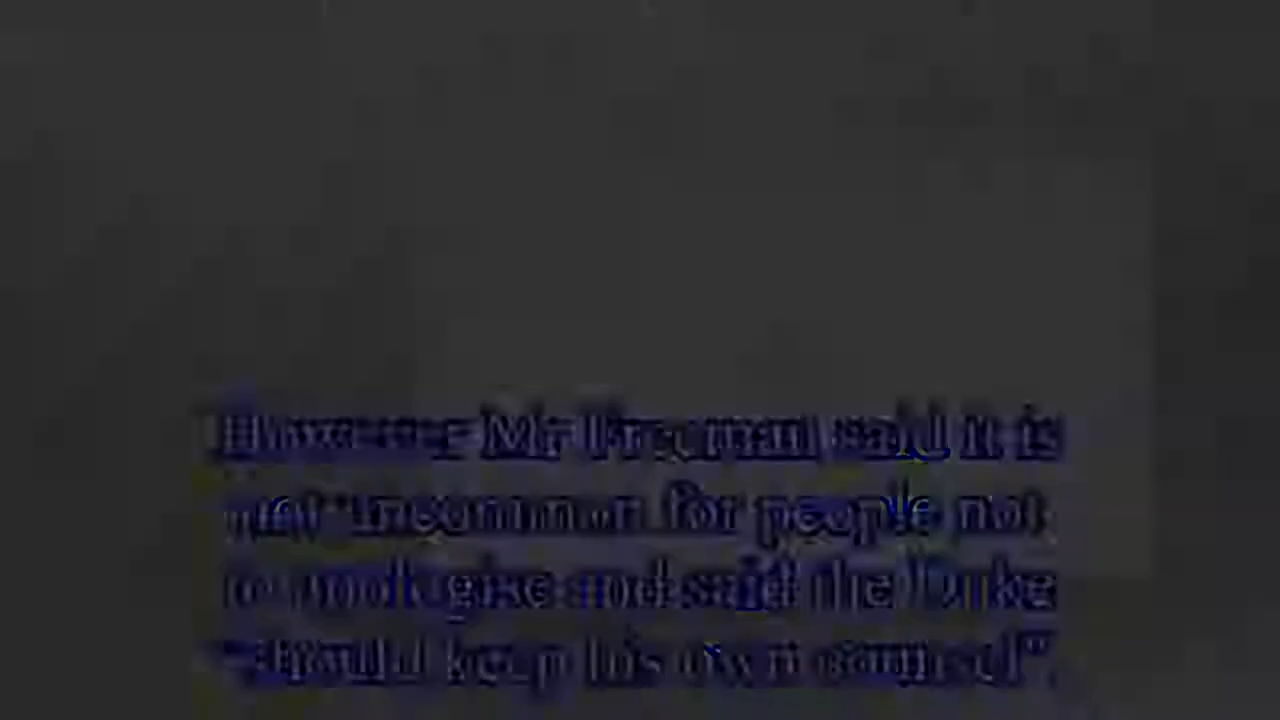 However Mr Freeman said it is
not uncommon for people not
to apologise and said the Duke
"should keep his own counsel".